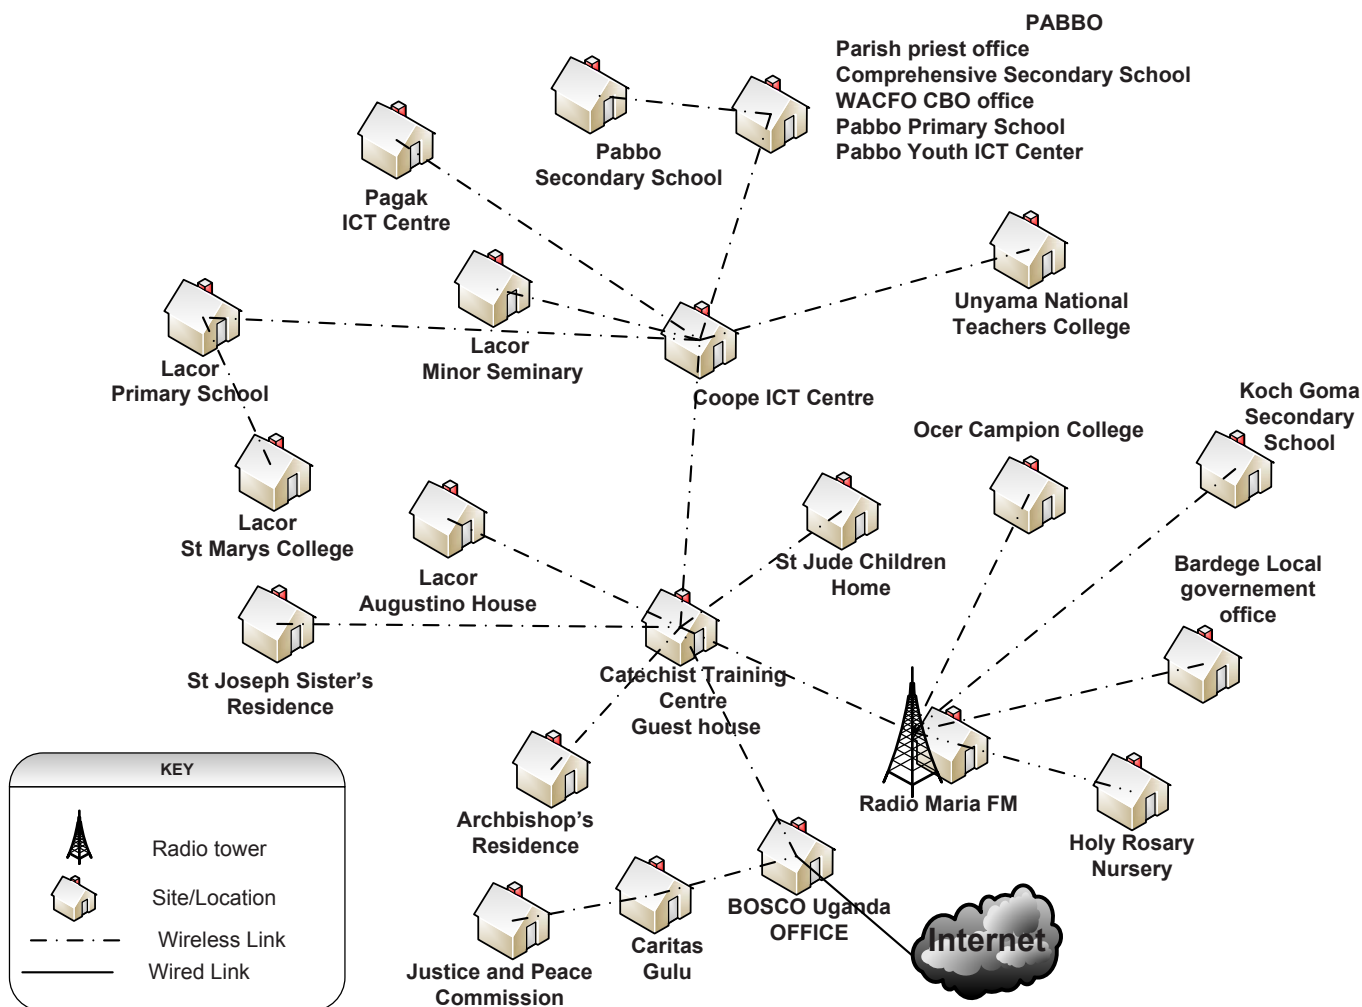 PABBO
Parish priest office
Comprehensive Secondary School
WACFO CBO office
Pabbo Primary School
Pabbo Youth ICT Center
Pabbo
Secondary School
Pagak
ICT Centre
Unyama National
Teachers College
Lacor
Minor Seminary
Lacor
Primary School
Coope ICT Centre
Koch Goma
Secondary
School
Ocer Campion College
Lacor
St Marys College
St Jude Children
Home
Bardege Local
governement
office
Lacor
Augustino House
St Joseph Sister's
Residence
Catechist Training
Centre
Guest house
Radio Maria FM
Archbishop's
Residence
Holy Rosary
Nursery
BOSCO Uganda
OFFICE
Internet
Caritas
Gulu
Justice and Peace
Commission
KEY
Radio tower
Site/Location
Wireless Link
Wired Link